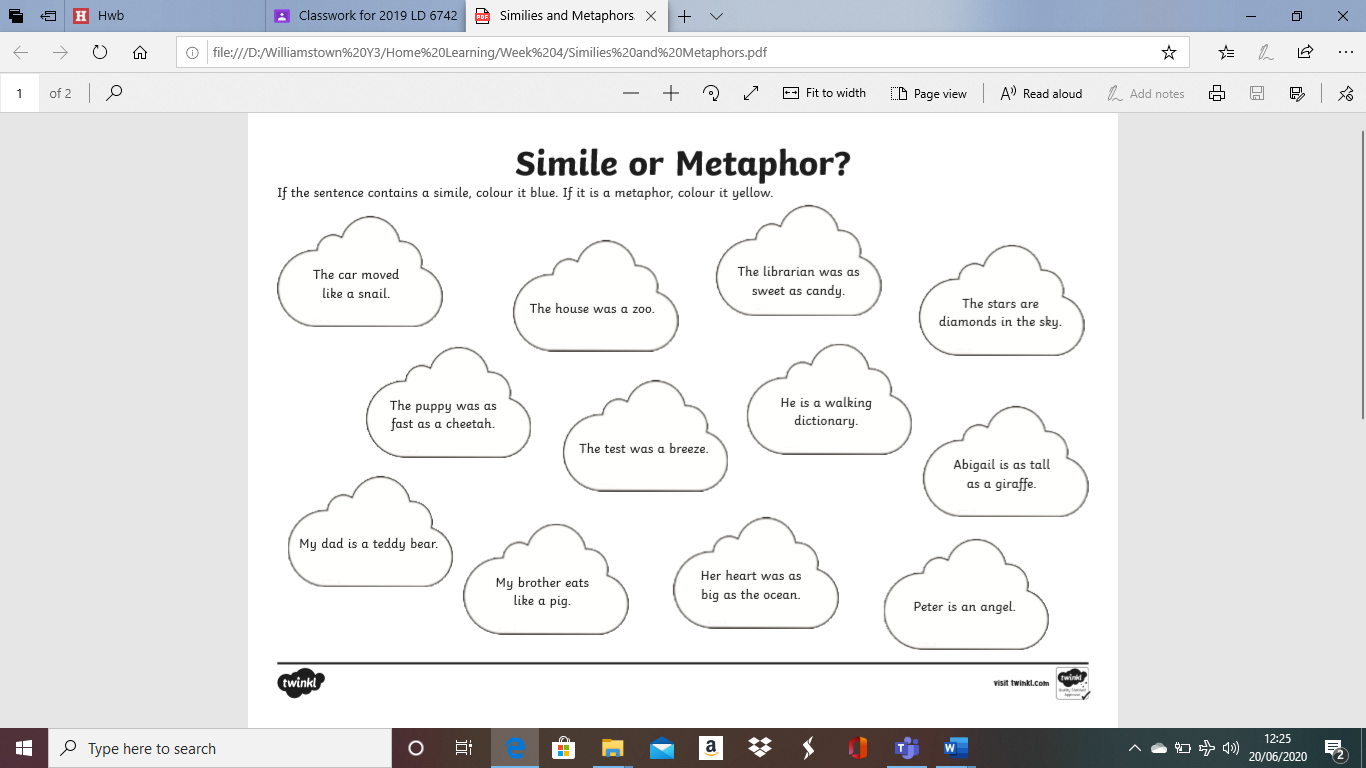 Hwb
Classwork for 2019 LD 6742
Similies and Metaphors.
file:///D:/Williamstown%20Y3/Home%20Learning/Week%204/Similies%20and%20Metaphors.pdf
1 of 2
Fit to width
Page view
Read aloud
Add notes
Simile or Metaphor?
If the sentence contains a simile, colour it blue. If it is a metaphor, colour it yellow.
The car moved
like a snail.
The house was a zoo.
The librarian was as
sweet as candy.
The stars are
diamonds in the sky.
The puppy was as
fast as a cheetah.
The test was a breeze.
He is a walking
dictionary.
Abigail is as tall
as a giraffe.
My dad is a teddy bear.
My brother eats
like a pig.
Her heart was as
big as the ocean.
Peter is an angel.
twinkl
visit twinkl.com
twinkl
Quality Standard
Approved
Type here to search
12:25
20/06/2020
2